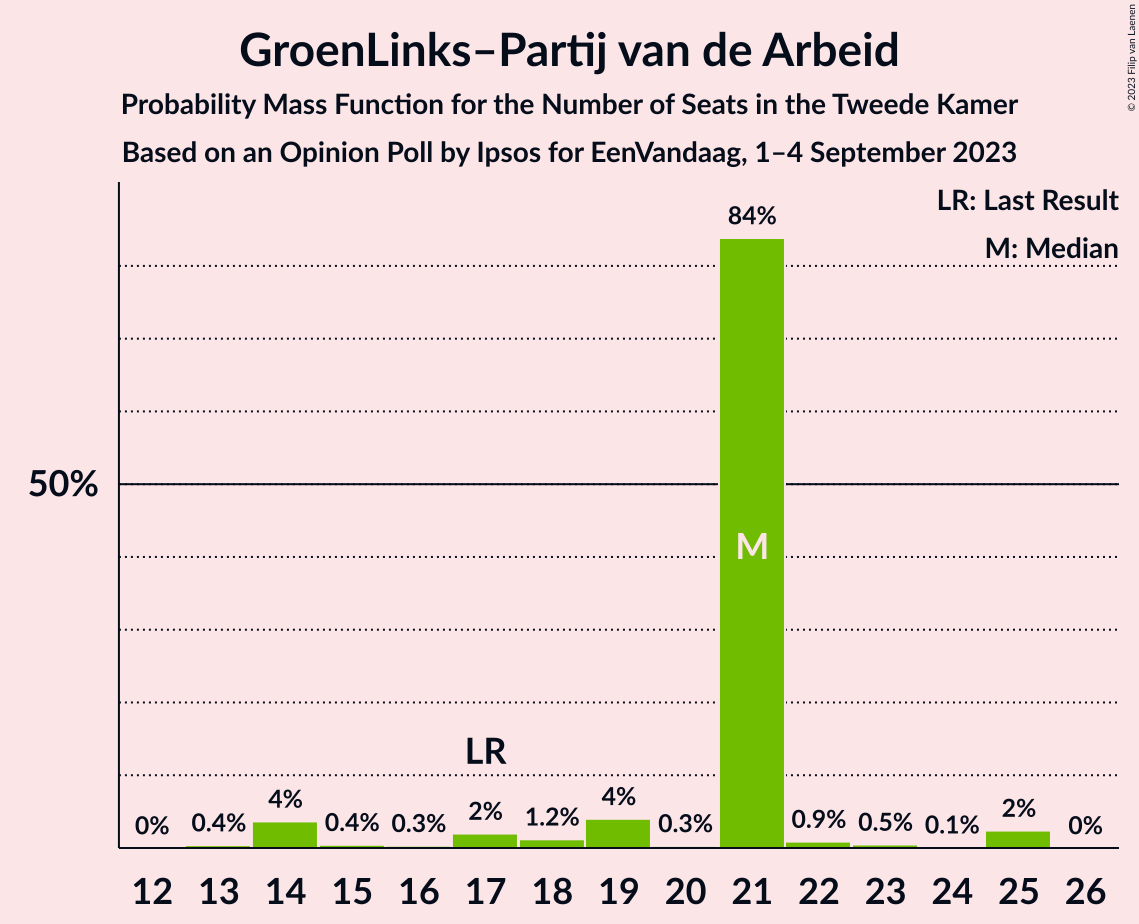 GroenLinks–Partij van de Arbeid
Probability Mass Function for the Number of Seats in the Tweede Kamer
Based on an Opinion Poll by Ipsos for EenVandaag, 1–4 September 2023
© 2023 Filip van Laenen
LR: Last Result
M: Median
50%
0% 0.4% 4% 0.4% 0.3% 2% 1.2% 4% 0.3% 84% 0.9% 0.5% 0.1% 2% 0%
LR
M
12 13 14 15 16 17 18 19 20 21 22 23 24 25 26